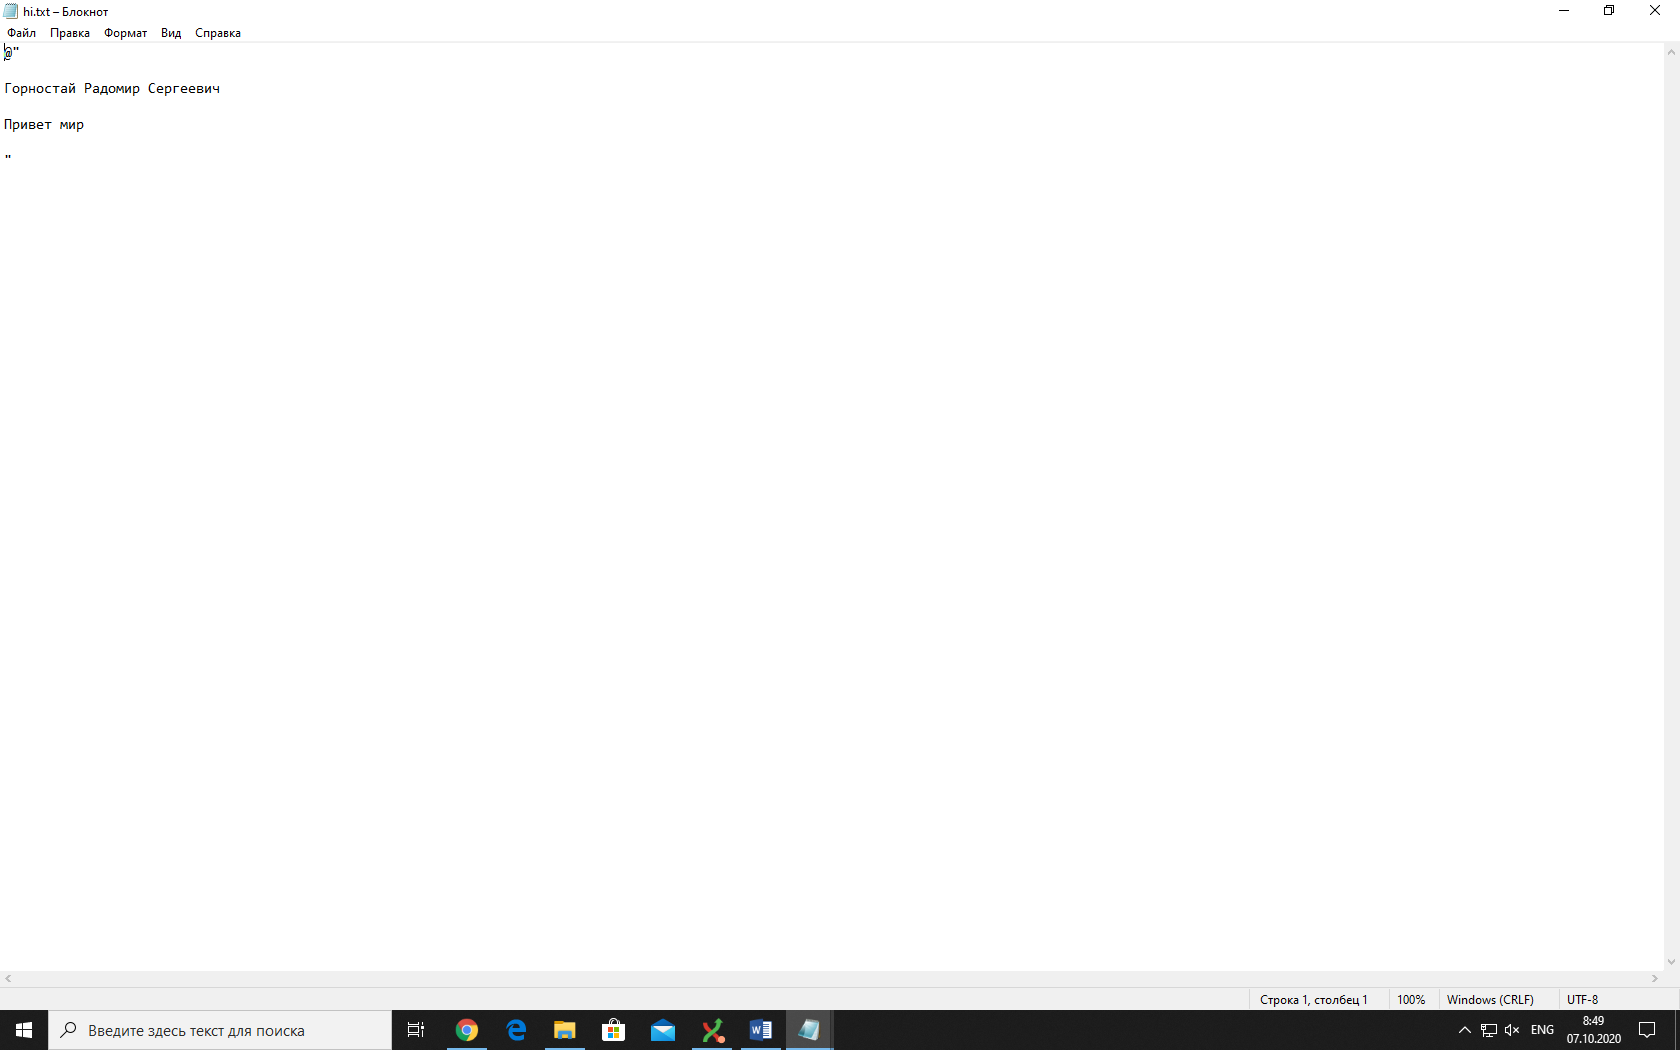 hi.txt – Блокнот
Файл Правка Формат Вид Справка
@"
Горностай Радомир Сергеевич
Привет мир
"
Строка 1, столбец 1 100% Windows (CRLF) UTF-8
Введите здесь текст для поиска
ENG
8:49
07.10.2020